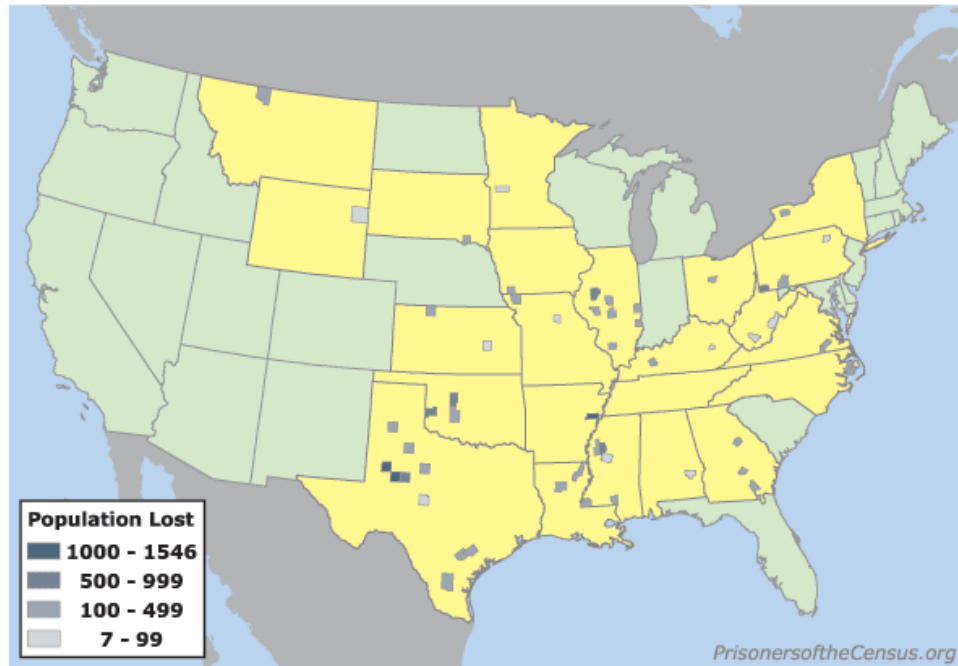 Population Lost
1000 - 1546
500 - 999
100 - 499
7 - 99
PrisonersoftheCensus.org